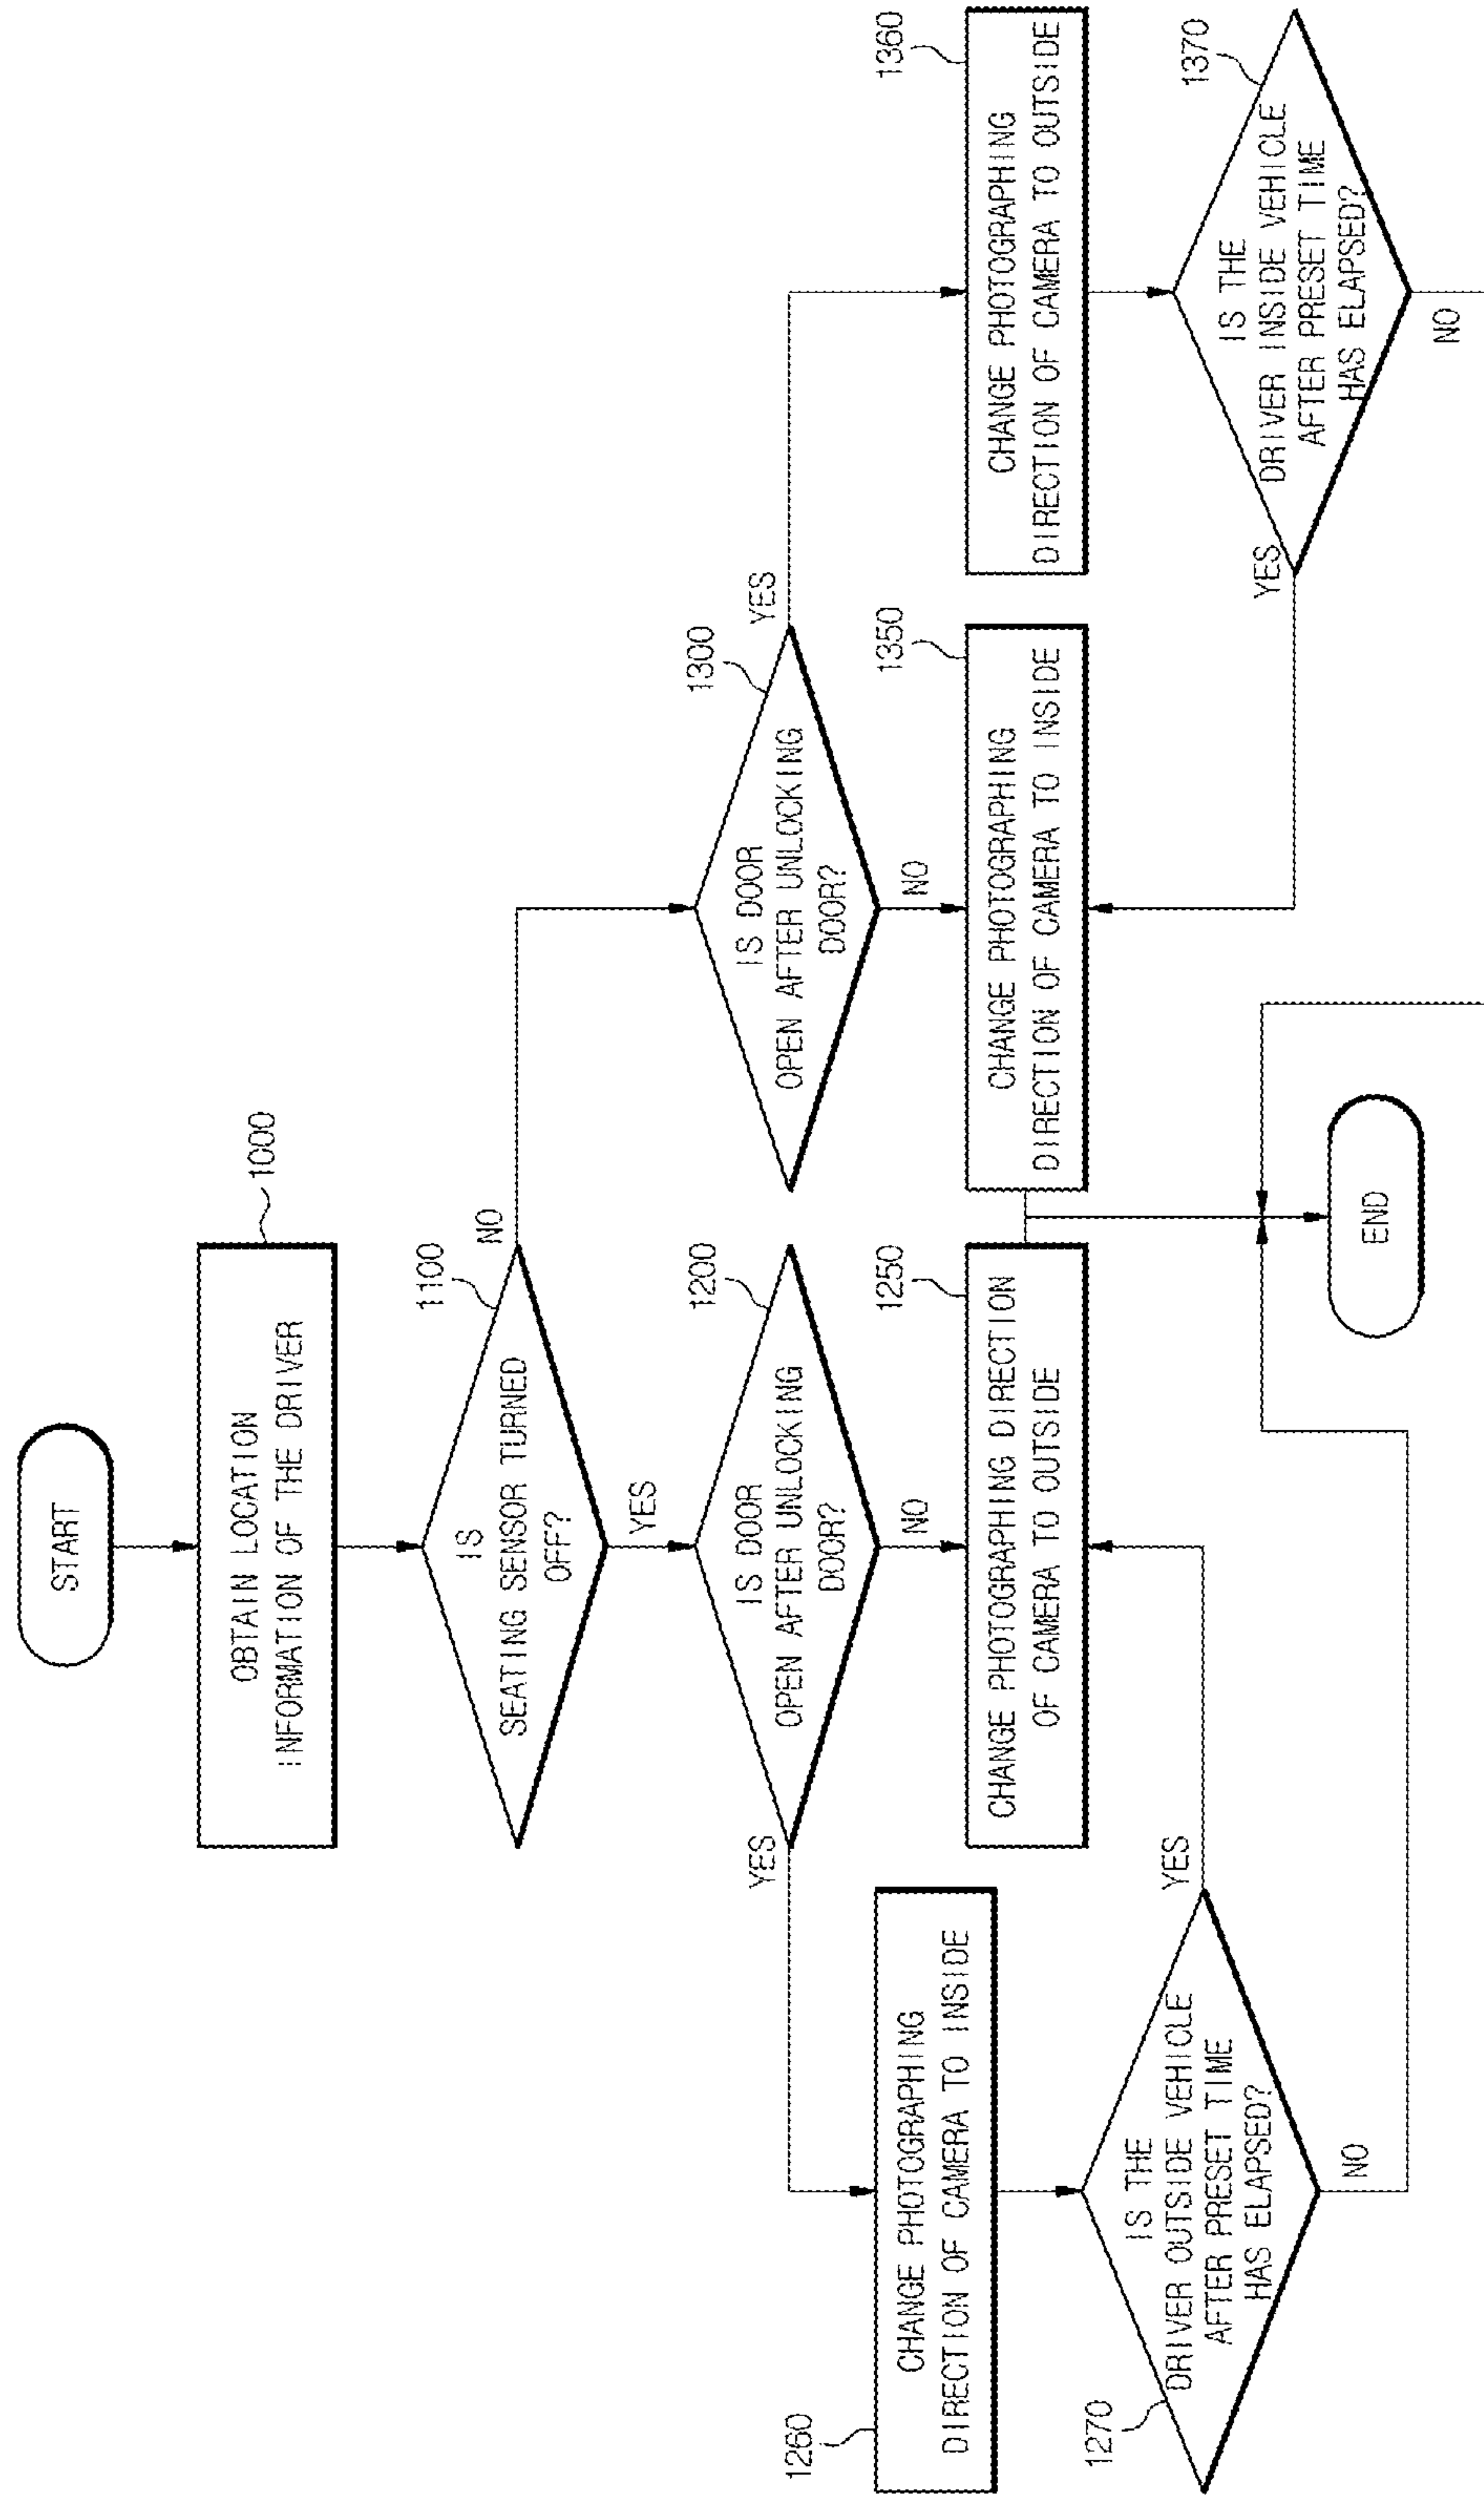 START
1000
OBTAIN LOCATION
INFORMATION OF THE DRIVER
1100
IS
SEATING SENSOR TURNED
OFF?
NO
YES
1200
IS DOOR
OPEN AFTER UNLOCKING
DOOR?
YES
NO
1300
IS DOOR
OPEN AFTER UNLOCKING
DOOR?
YES
NO
1260
CHANGE PHOTOGRAPHING
DIRECTION OF CAMERA TO INSIDE
1250
CHANGE PHOTOGRAPHING DIRECTION
OF CAMERA TO OUTSIDE
1350
CHANGE PHOTOGRAPHING
DIRECTION OF CAMERA TO INSIDE
1360
CHANGE PHOTOGRAPHING
DIRECTION OF CAMERA TO OUTSIDE
1270
IS THE
DRIVER OUTSIDE VEHICLE
AFTER PRESET TIME
HAS ELAPSED?
YES
NO
1370
IS THE
DRIVER INSIDE VEHICLE
AFTER PRESET TIME
HAS ELAPSED?
YES
NO
END